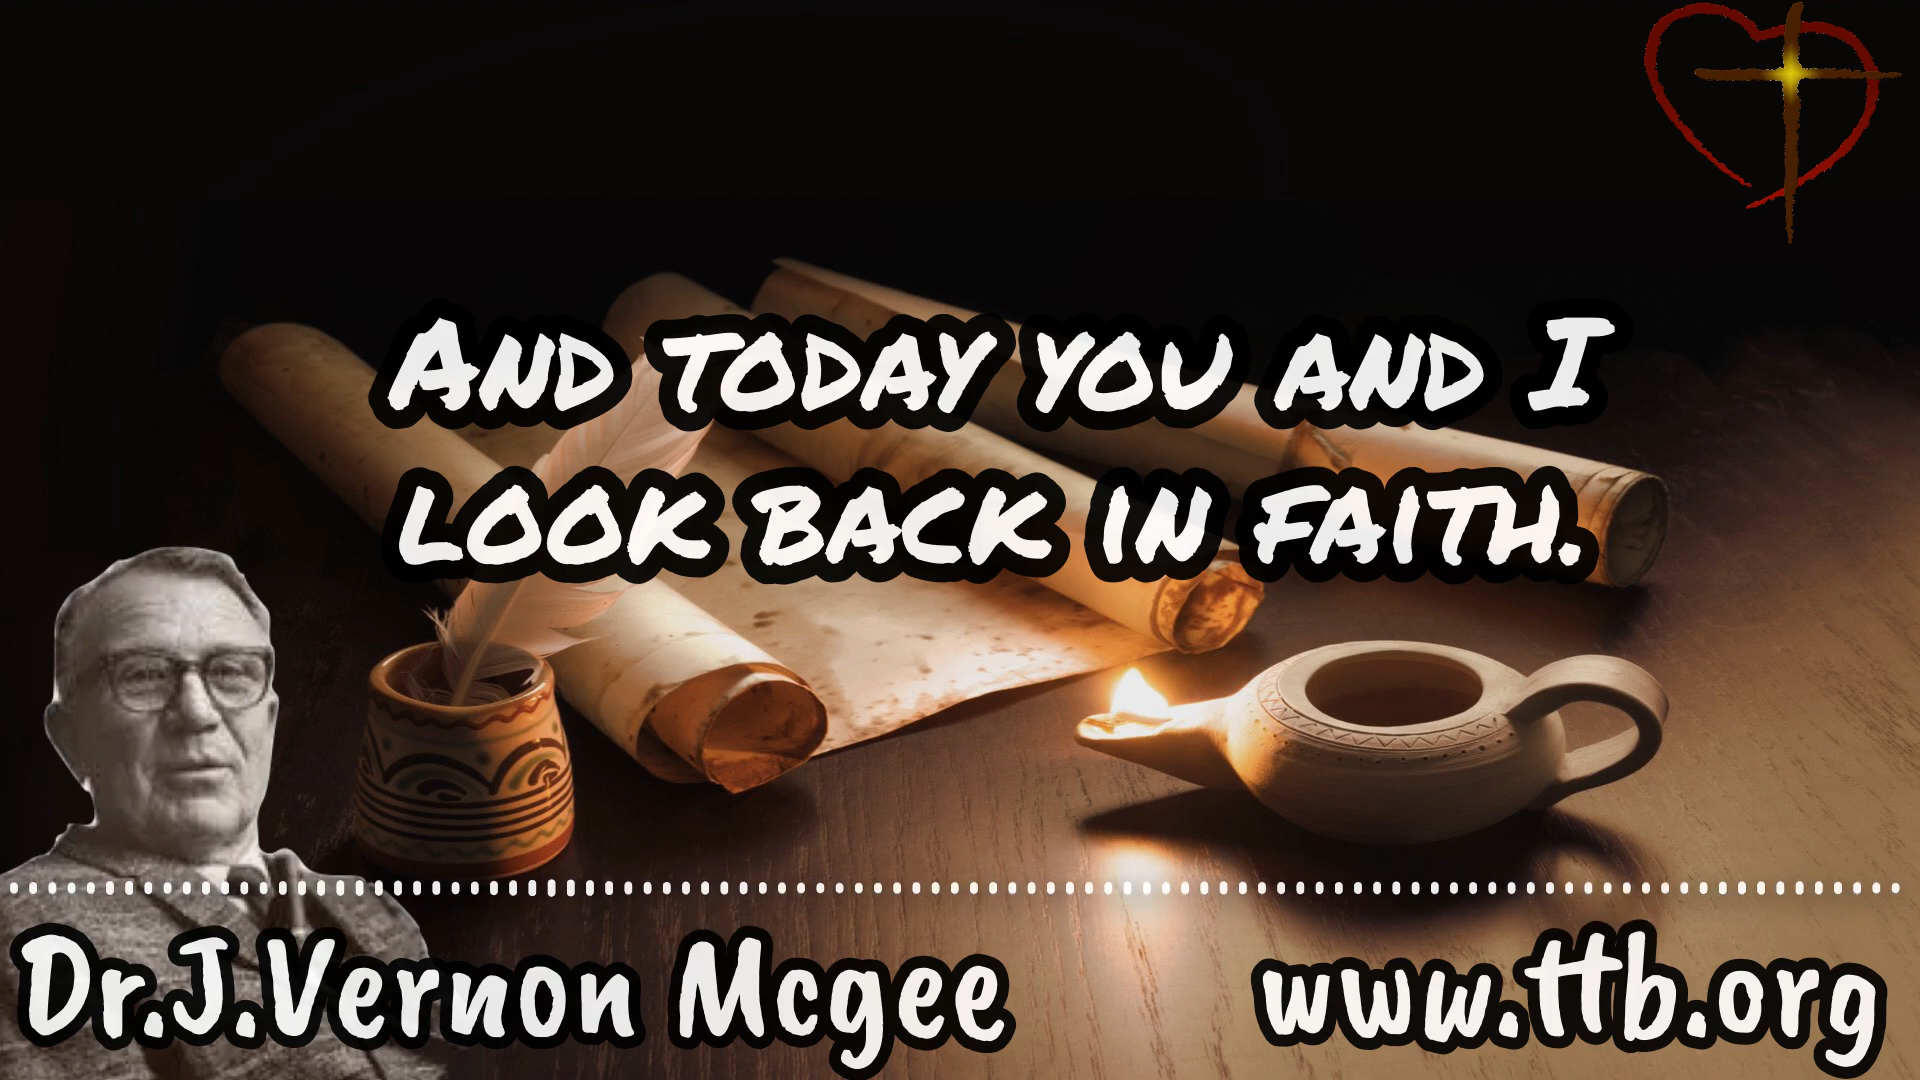 And today you and I
look back in faith.
Dr.J.Vernon Mcgee
www.ttb.org